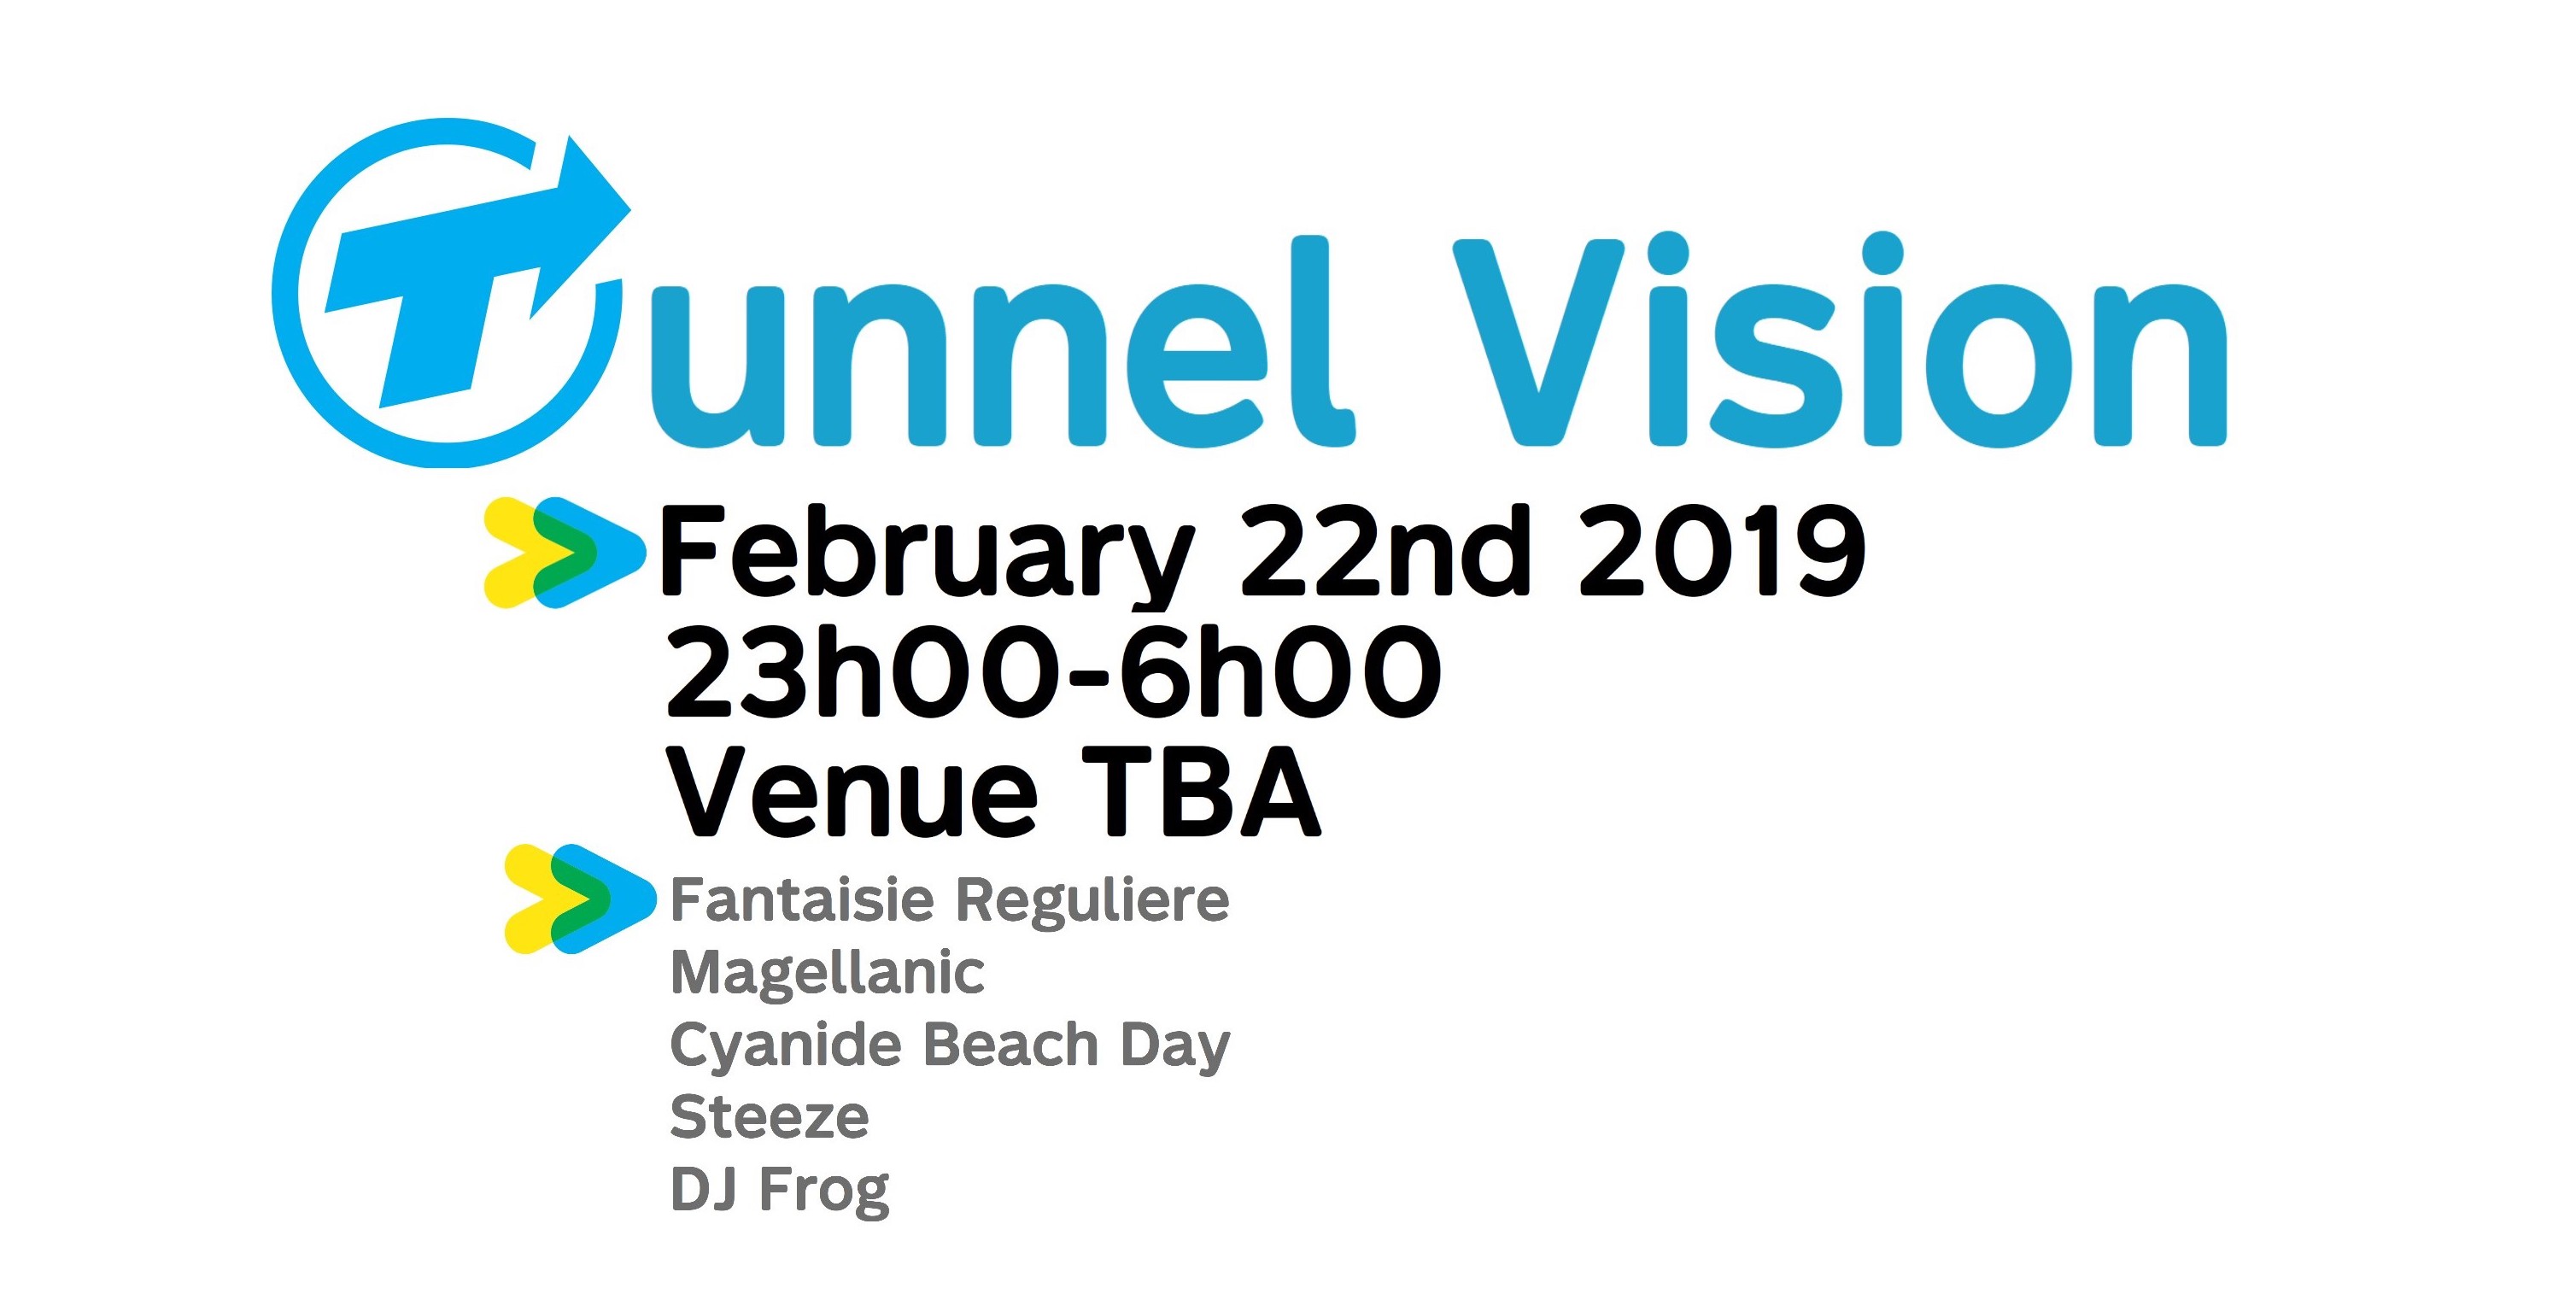 Tunnel Vision
February 22nd 2019
23h00-6h00
Venue TBA
Fantaisie Reguliere
Magellanic
Cyanide Beach Day
Steeze
DJ Frog